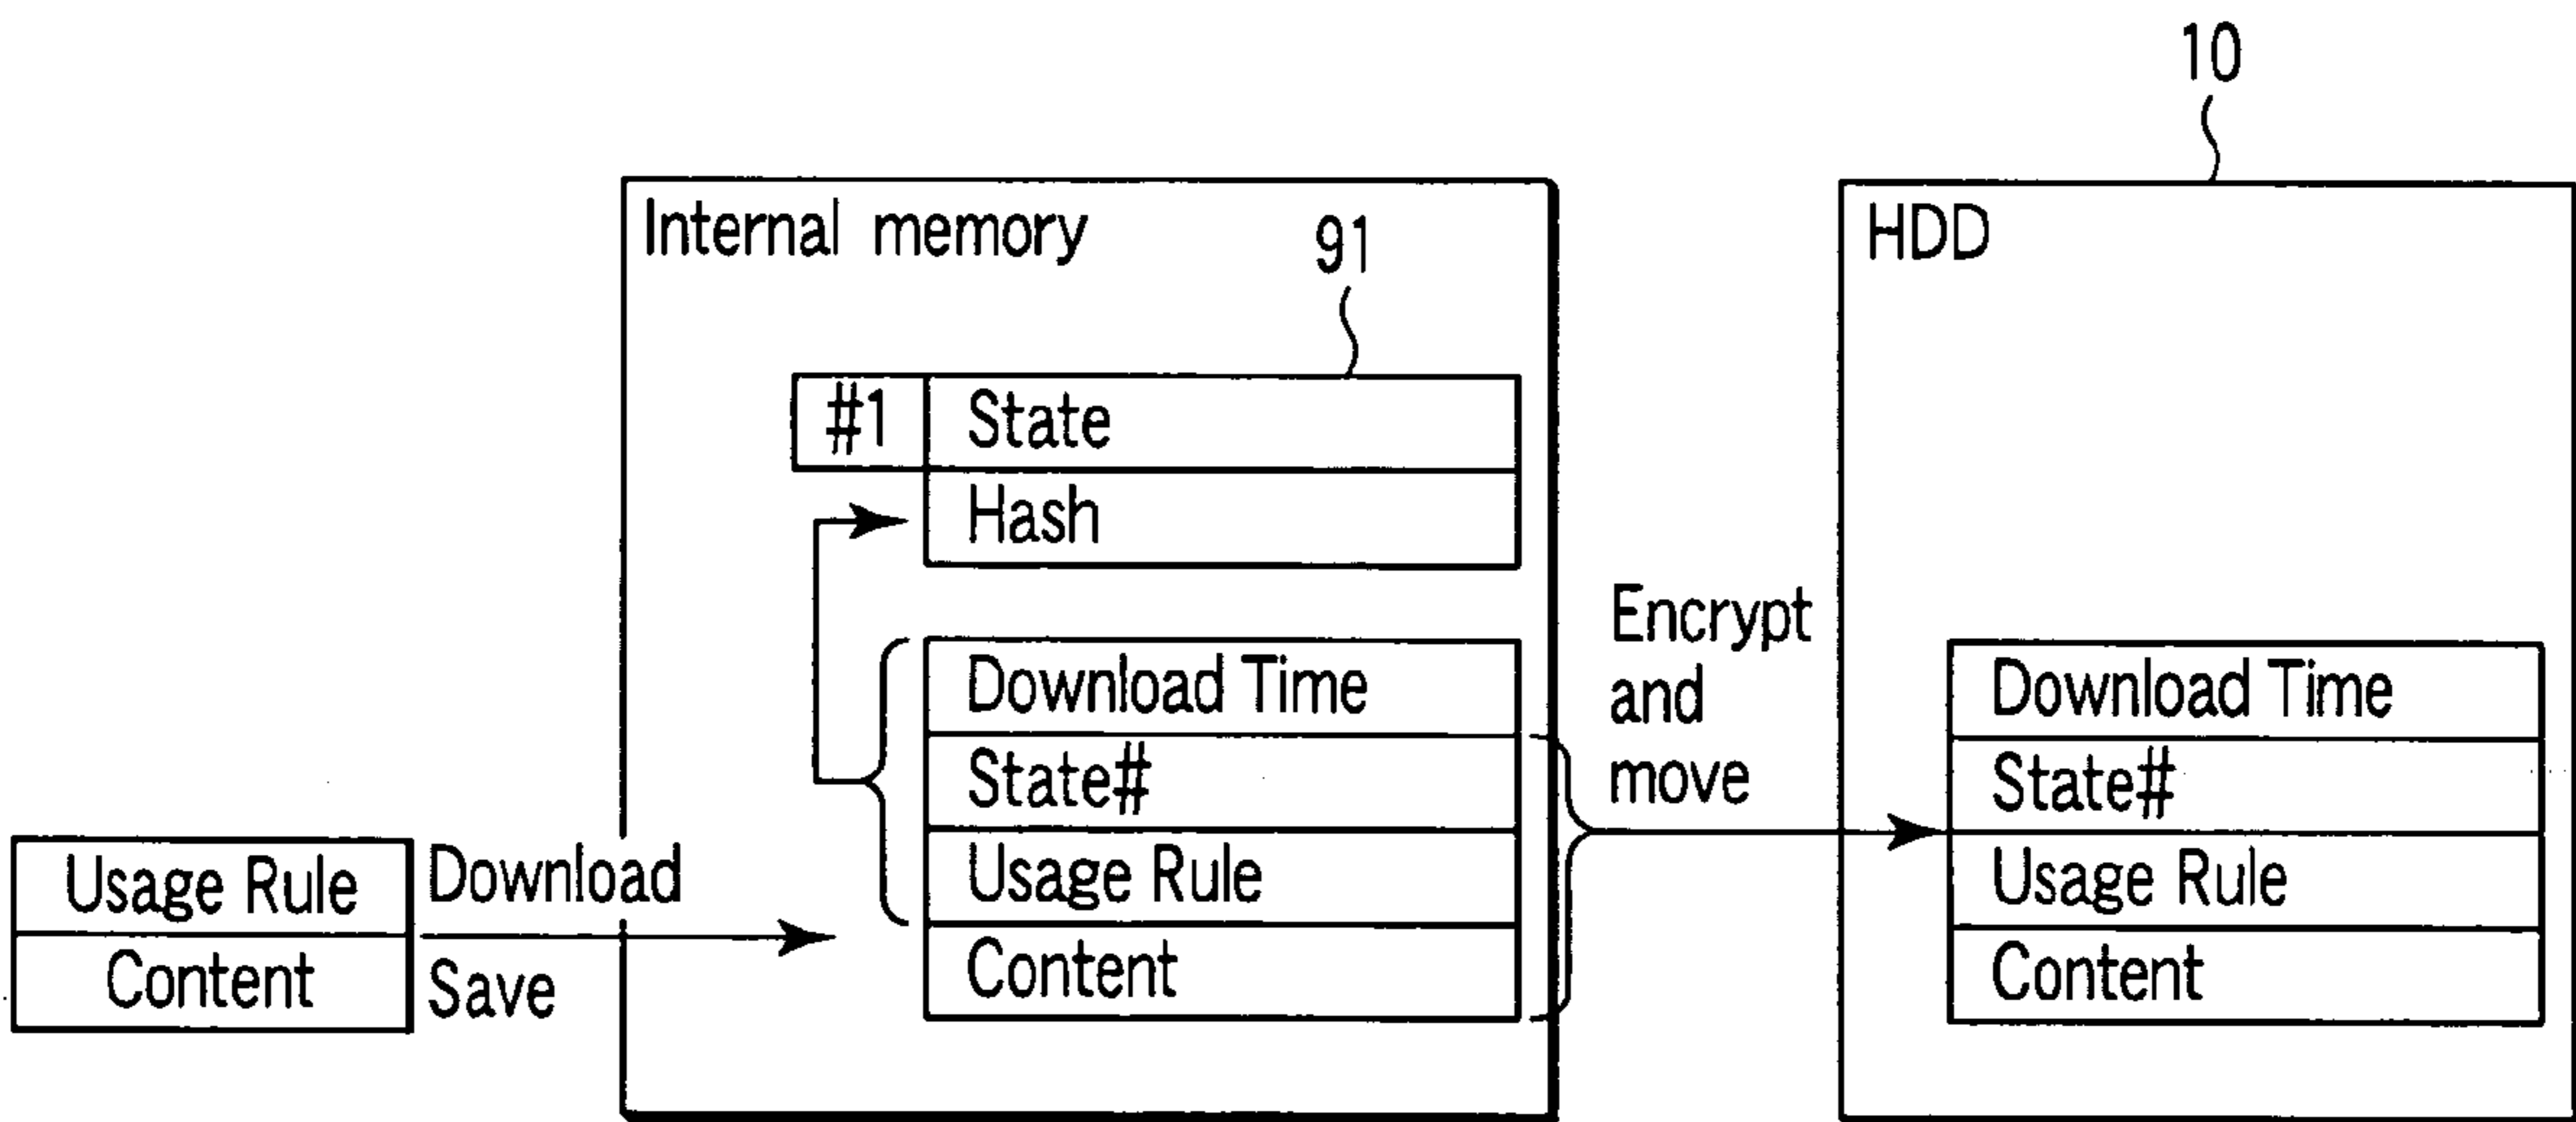 10
Internal memory
HDD
91
#1
State
Hash
Encrypt
and
move
Download Time
State#
Usage Rule
Content
Download Time
State#
Usage Rule
Content
Usage Rule
Content
Download
Save